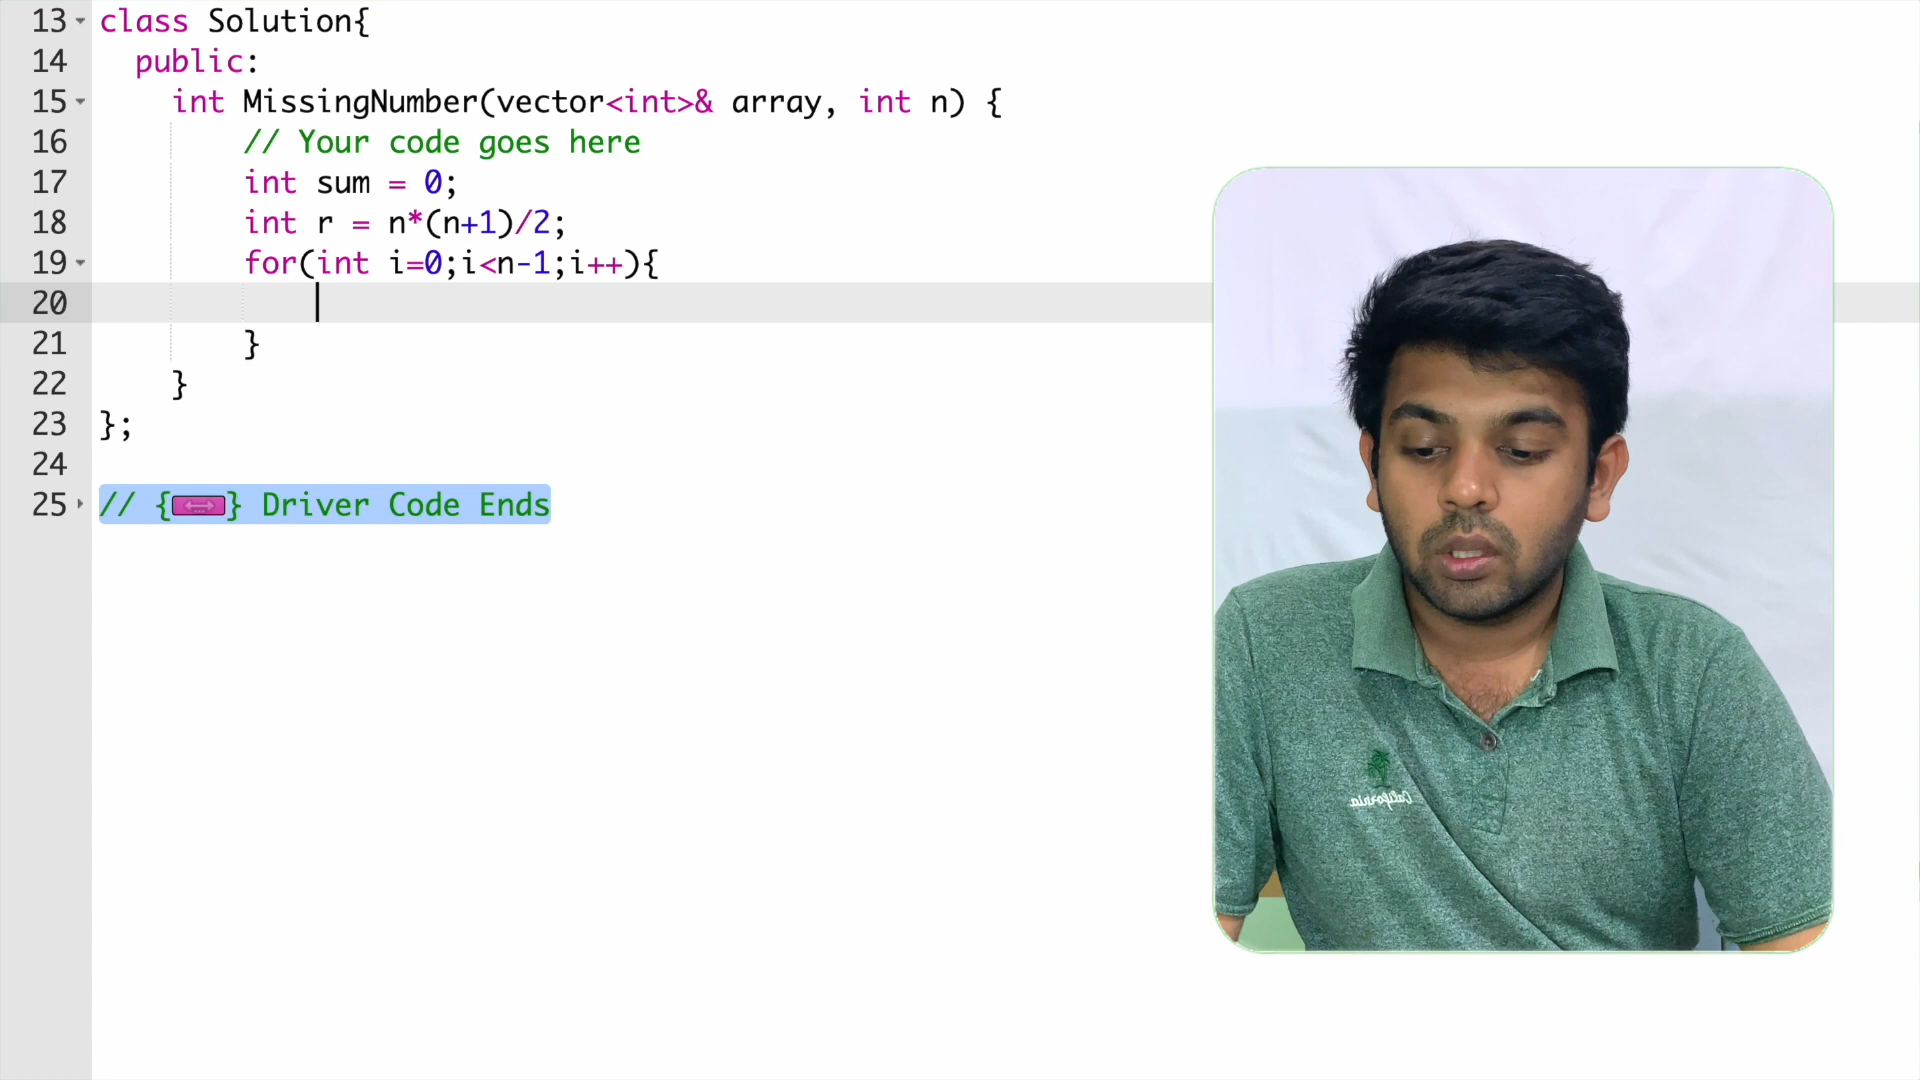 13 class Solution{
14 public:
15 int MissingNumber(vector<int>& array, int n) {
16 // Your code goes here
17 int sum = 0;
18 int r = n*(n+1)/2;
19 for(int i=0;i<n-1;i++){
20
21 }
22 }
23 };
24
25 // {...} Driver Code Ends
California